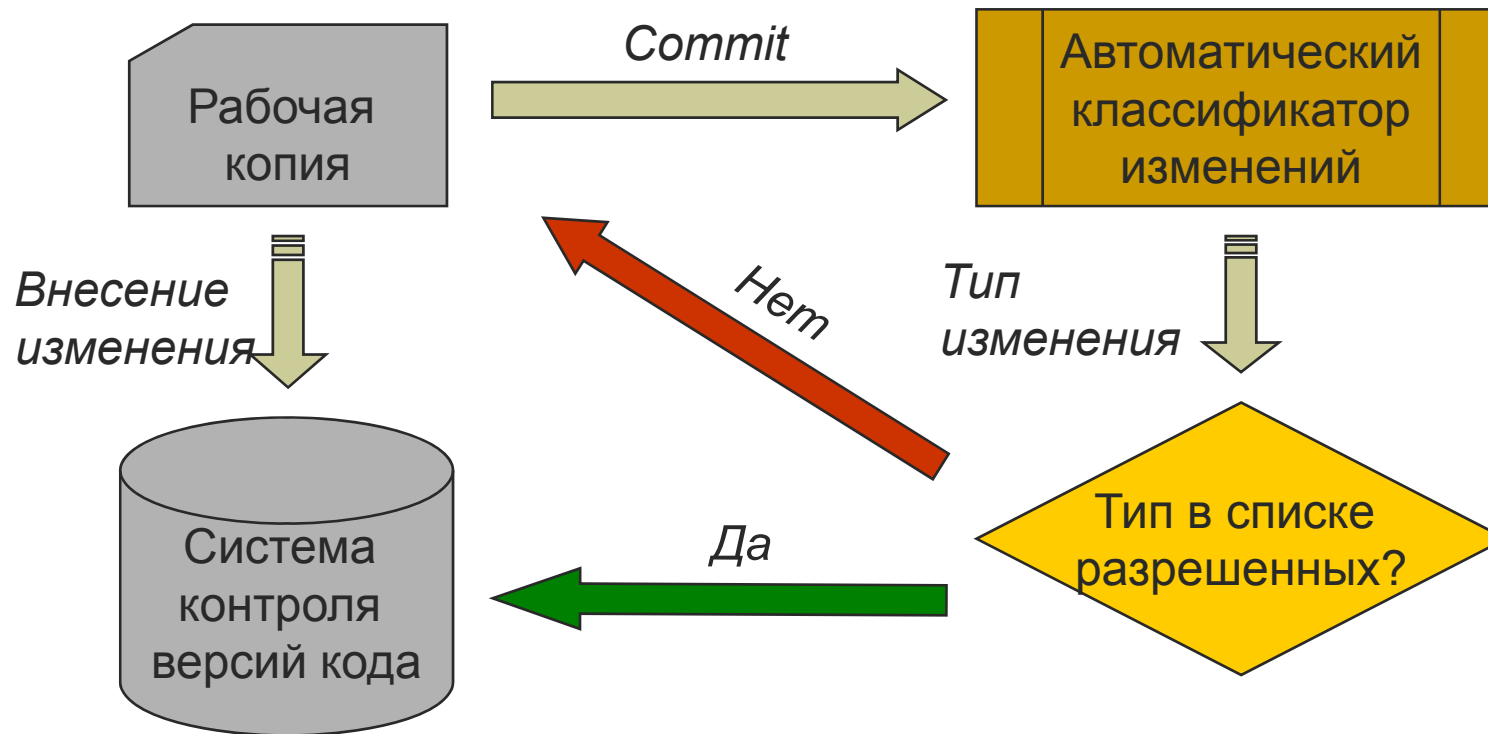 Commit
Рабочая
копия
Автоматический
классификатор
изменений
Внесение
изменения
Нет
Тип
изменения
Да
Тип в списке
разрешенных?
Система
контроля
версий кода